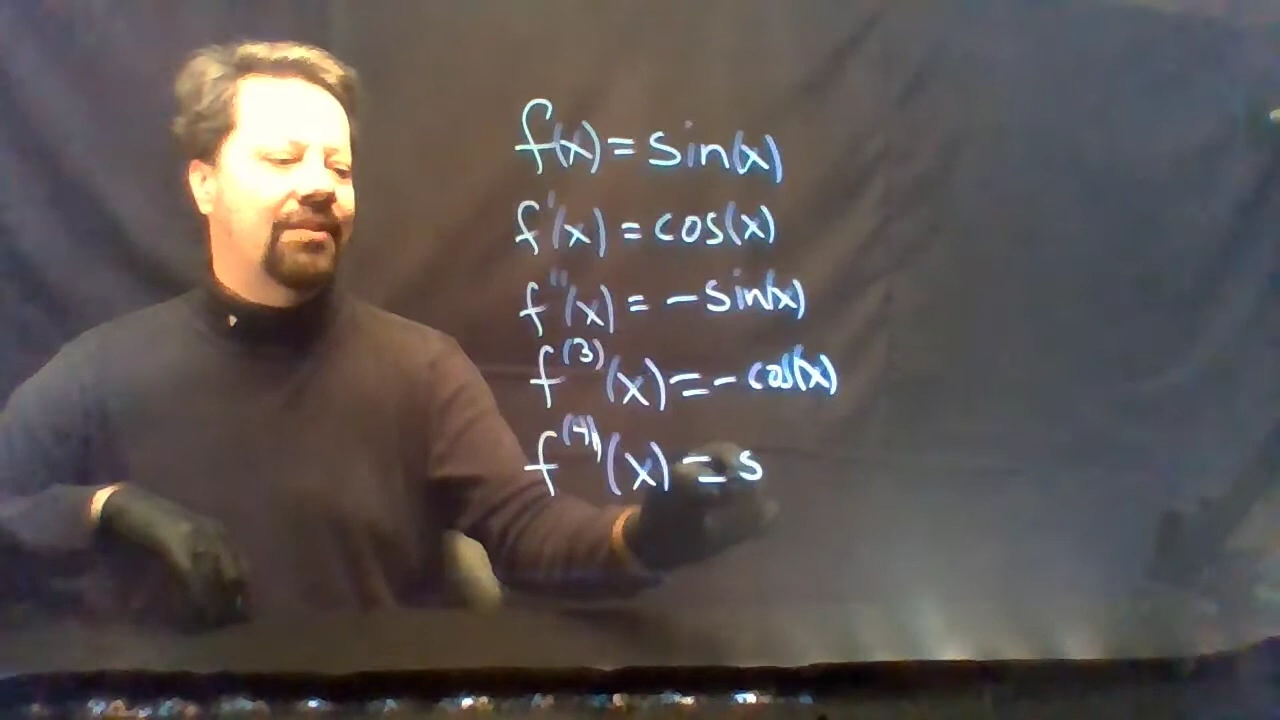 f(x) = sin(x)
f'(x) = cos(x)
f''(x) = -sin(x)
f⁽³⁾(x) = -cos(x)
f⁽⁴⁾(x) = s